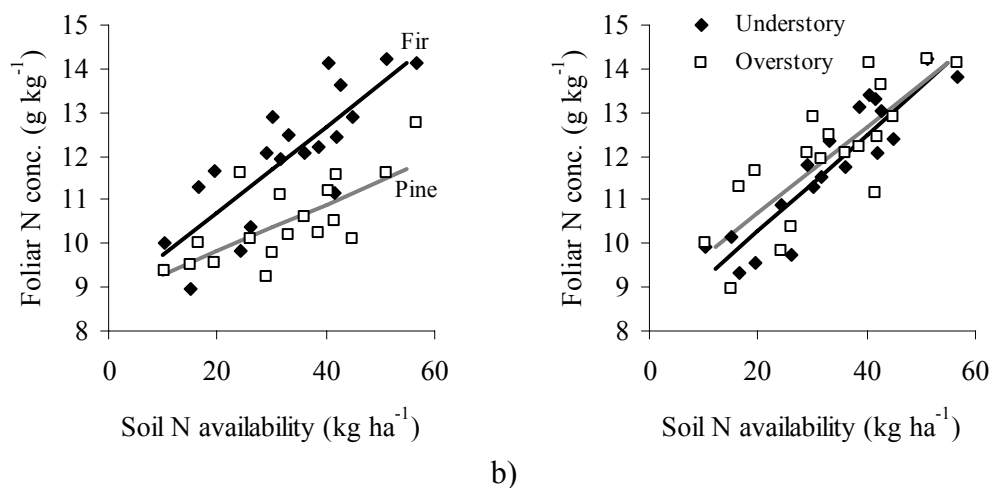 15
14
13
12
11
10
9
8
Foliar N conc. (g kg⁻¹)
Fir
Pine
0 20 40 60
Soil N availability (kg ha⁻¹)
15
14
13
12
11
10
9
8
Foliar N conc. (g kg⁻¹)
Understory
Overstory
0 20 40 60
Soil N availability (kg ha⁻¹)
b)